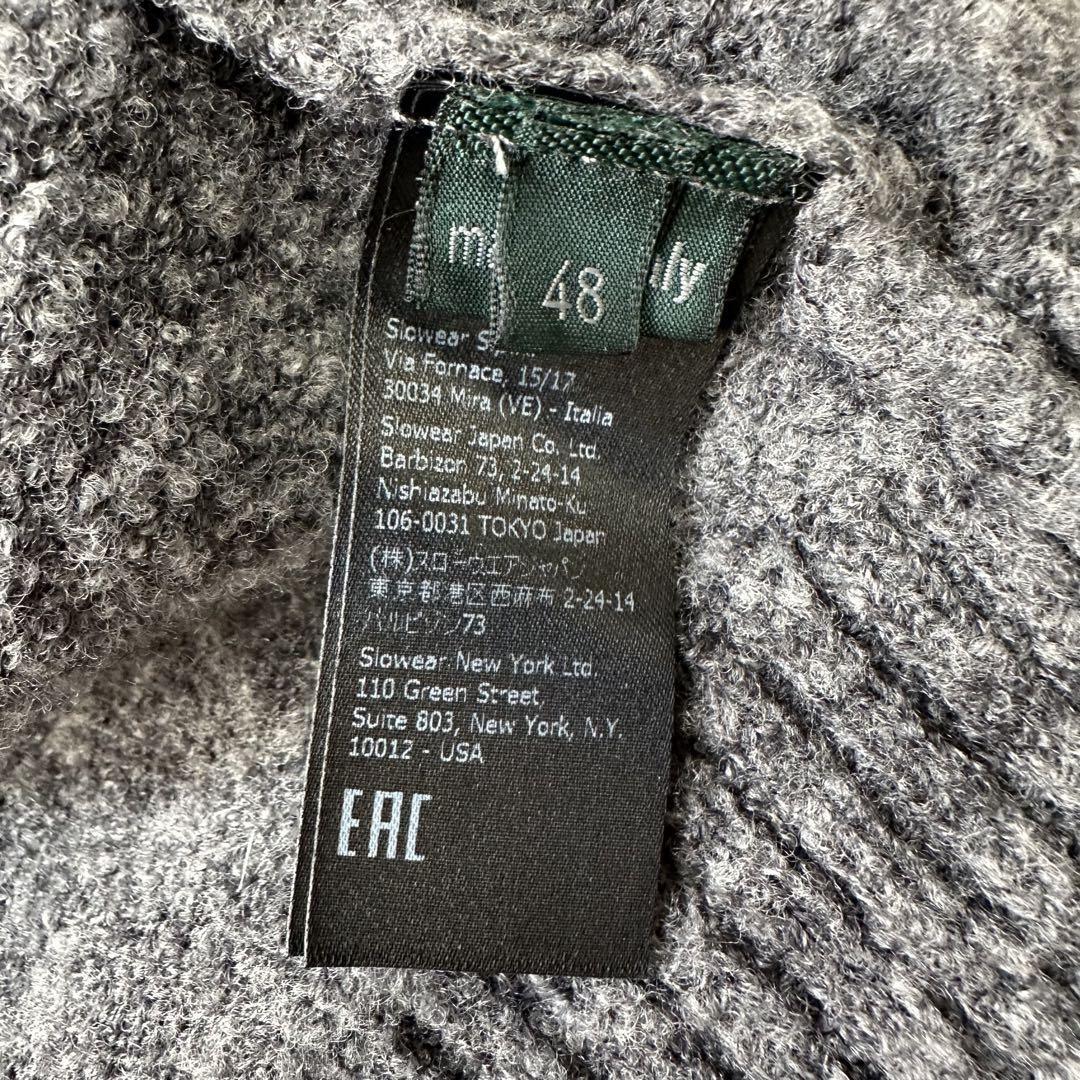 48
Slowear
Via Fornace, 15/17
30034 Mira (VE) - Italia
Slowear Japan Co. Ltd.
Barbizon 73, 2-24-14
Nishiazabu Minato-Ku
106-0031 TOKYO Japan
(株)スローウエアジャパン
東京都港区西麻布 2-24-14
バルビゾン73
Slowear New York Ltd.
110 Green Street,
Suite 803, New York, N.Y.
10012 - USA
EAC